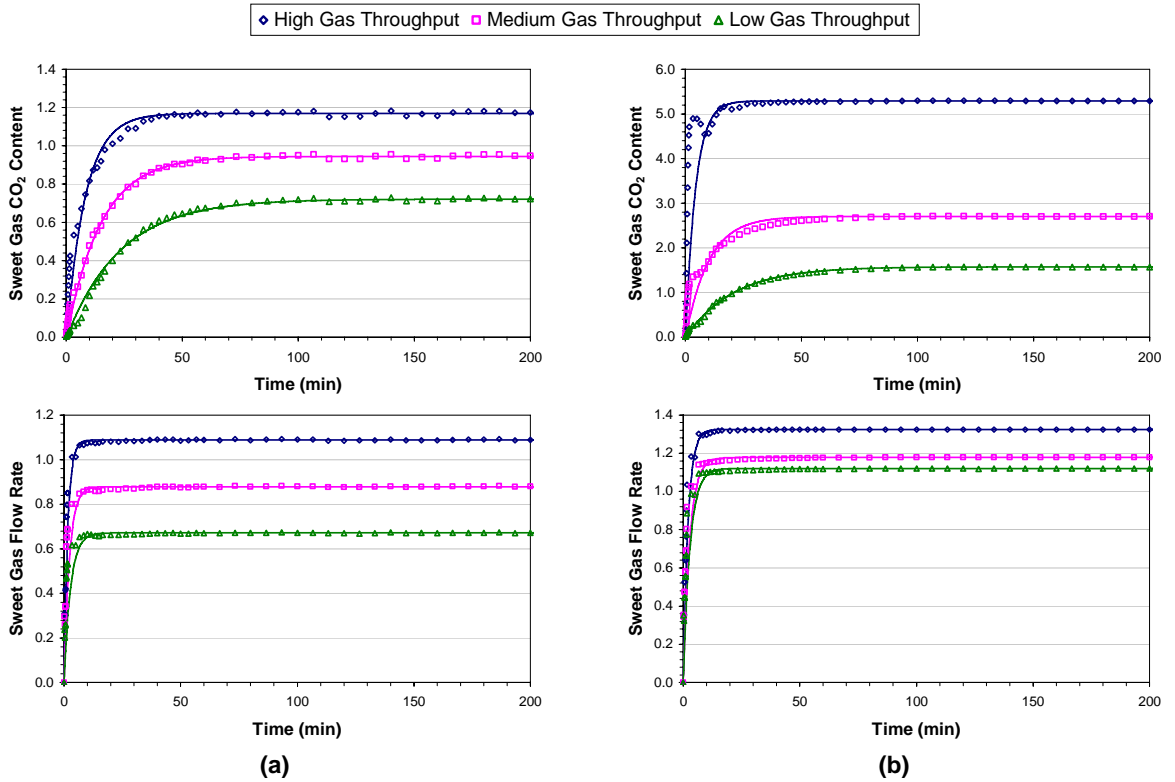 High Gas Throughput Medium Gas Throughput Low Gas Throughput
Sweet Gas CO2 Content
1.4
1.2
1.0
0.8
0.6
0.4
0.2
0.0
0 50 100 150 200
Time (min)
Sweet Gas CO2 Content
6.0
5.0
4.0
3.0
2.0
1.0
0.0
0 50 100 150 200
Time (min)
Sweet Gas Flow Rate
1.2
1.0
0.8
0.6
0.4
0.2
0.0
0 50 100 150 200
Time (min)
(a)
Sweet Gas Flow Rate
1.4
1.2
1.0
0.8
0.6
0.4
0.2
0.0
0 50 100 150 200
Time (min)
(b)